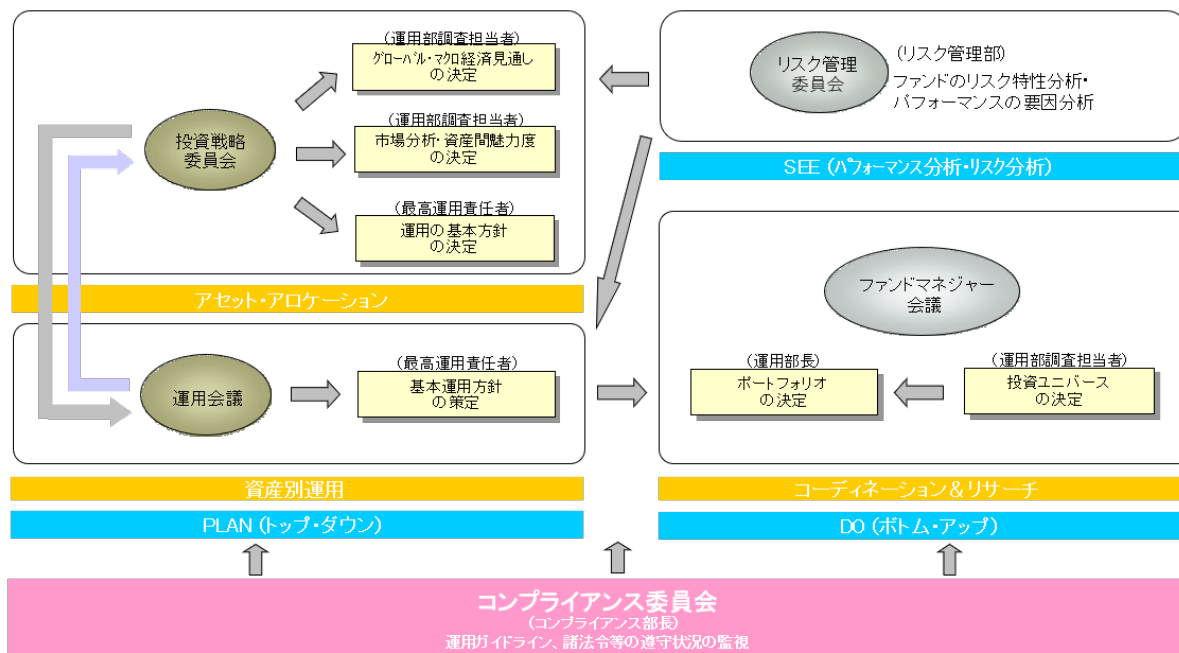 (運用部調査担当者)
グローバル・マクロ経済見通し
の決定
投資戦略
委員会
(運用部調査担当者)
市場分析・資産間魅力度
の決定
(最高運用責任者)
運用の基本方針
の決定
アセット・アロケーション
運用会議
(最高運用責任者)
基本運用方針
の策定
資産別運用
PLAN (トップ・ダウン)
リスク管理
委員会
(リスク管理部)
ファンドのリスク特性分析・
パフォーマンスの要因分析
SEE (パフォーマンス分析・リスク分析)
ファンドマネジャー
会議
(運用部長)
ポートフォリオ
の決定
(運用部調査担当者)
投資ユニバース
の決定
コーディネーション&リサーチ
DO (ボトム・アップ)
コンプライアンス委員会
(コンプライアンス部長)
運用ガイドライン、諸法令等の遵守状況の監視